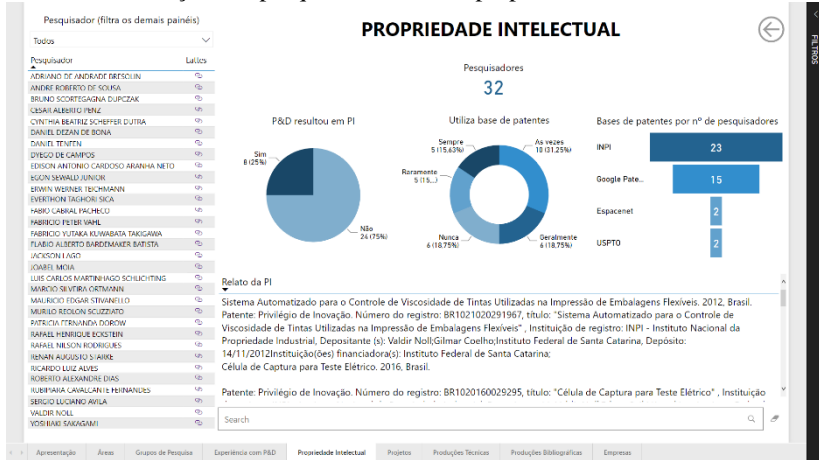 Pesquisador (filtra os demais painéis)
Todos
Pesquisador Lattes
ADRIANO DE ANDRADE BRESOLIN
ANDRE ROBERTO DE SOUSA
BRUNO SCORTEGAGNA DUPCZAK
CESAR ALBERTO PENZ
CYNTHIA BEATRIZ SCHEFFER DUTRA
DANIEL DEZAN DE BONA
DANIEL TENFEN
DYEGO DE CAMPOS
EDISON ANTONIO CARDOSO ARANHA NETO
EGON SEWALD JUNIOR
ERWIN WERNER TEICHMANN
EVERTHON TAGHORI SICA
FABIO CABRAL PACHECO
FABRICIO PETER VAHL
FABRICIO YUTAKA KUWABATA TAKIGAWA
FLABIO ALBERTO BARDEMAKER BATISTA
JACKSON LAGO
JOABEL MOIA
LUIS CARLOS MARTINHAGO SCHLICHTING
MARCIO SILVEIRA ORTMANN
MAURICIO EDGAR STIVANELLO
MURILO REOLON SCUZZIATO
PATRICIA FERNANDA DOROW
RAFAEL HENRIQUE ECKSTEIN
RAFAEL NILSON RODRIGUES
RENAN AUGUSTO STARKE
RICARDO LUIZ ALVES
ROBERTO ALEXANDRE DIAS
RUBIPIARA CAVALCANTE FERNANDES
SERGIO LUCIANO AVILA
VALDIR NOLL
YOSHIAKI SAKAGAMI
PROPRIEDADE INTELECTUAL
FILTROS
Pesquisadores
32
P&D resultou em PI
Sim
8 (25%)
Não
24 (75%)
Utiliza base de patentes
Sempre
5 (15,63%)
As vezes
10 (31,25%)
Raramente
5 (15,...)
Nunca
6 (18,75%)
Geralmente
6 (18,75%)
Bases de patentes por nº de pesquisadores
INPI 23
Google Pate... 15
Espacenet 2
USPTO 2
Relato da PI
Sistema Automatizado para o Controle de Viscosidade de Tintas Utilizadas na Impressão de Embalagens Flexíveis. 2012, Brasil.
Patente: Privilégio de Inovação. Número do registro: BR1021020291967, título: "Sistema Automatizado para o Controle de
Viscosidade de Tintas Utilizadas na Impressão de Embalagens Flexíveis" , Instituição de registro: INPI - Instituto Nacional da
Propriedade Industrial, Depositante (s): Valdir Noll;Gilmar Coelho;Instituto Federal de Santa Catarina, Depósito:
14/11/2012Instituição(ões) financiadora(s): Instituto Federal de Santa Catarina;
Célula de Captura para Teste Elétrico. 2016, Brasil.
Patente: Privilégio de Inovação. Número do registro: BR1020160029295, título: "Célula de Captura para Teste Elétrico" , Instituição
Search
Apresentação Áreas Grupos de Pesquisa Experiência com P&D Propriedade Intelectual Projetos Produções Técnicas Produções Bibliográficas Empresas